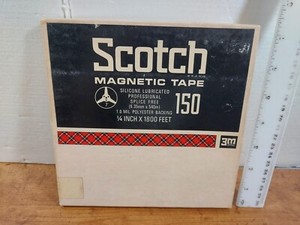 Scotch
BRAND
MAGNETIC TAPE
SILICONE LUBRICATED
PROFESSIONAL
SPLICE FREE
150
1.0 MIL POLYESTER BACKING
¼ INCH X 1800 FEET
3M